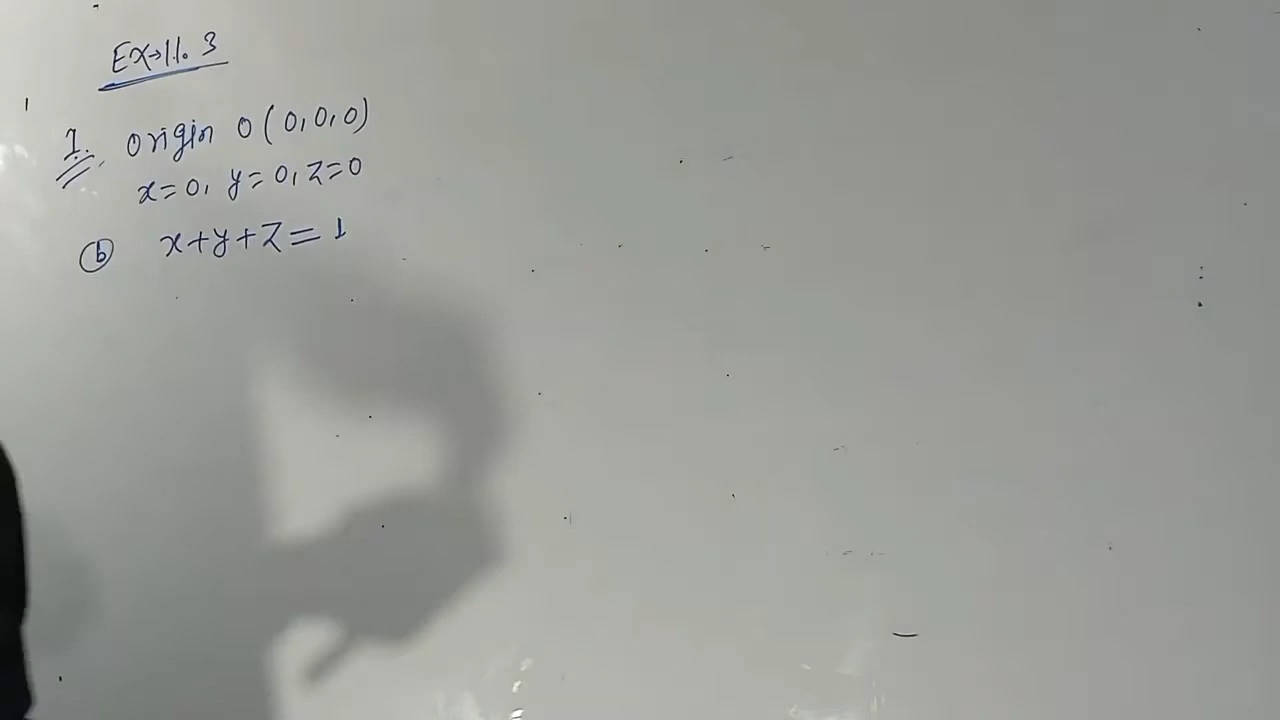 Ex→11.3
1. origin O(0,0,0)
x=0, y=0, z=0
(b) x+y+z=1